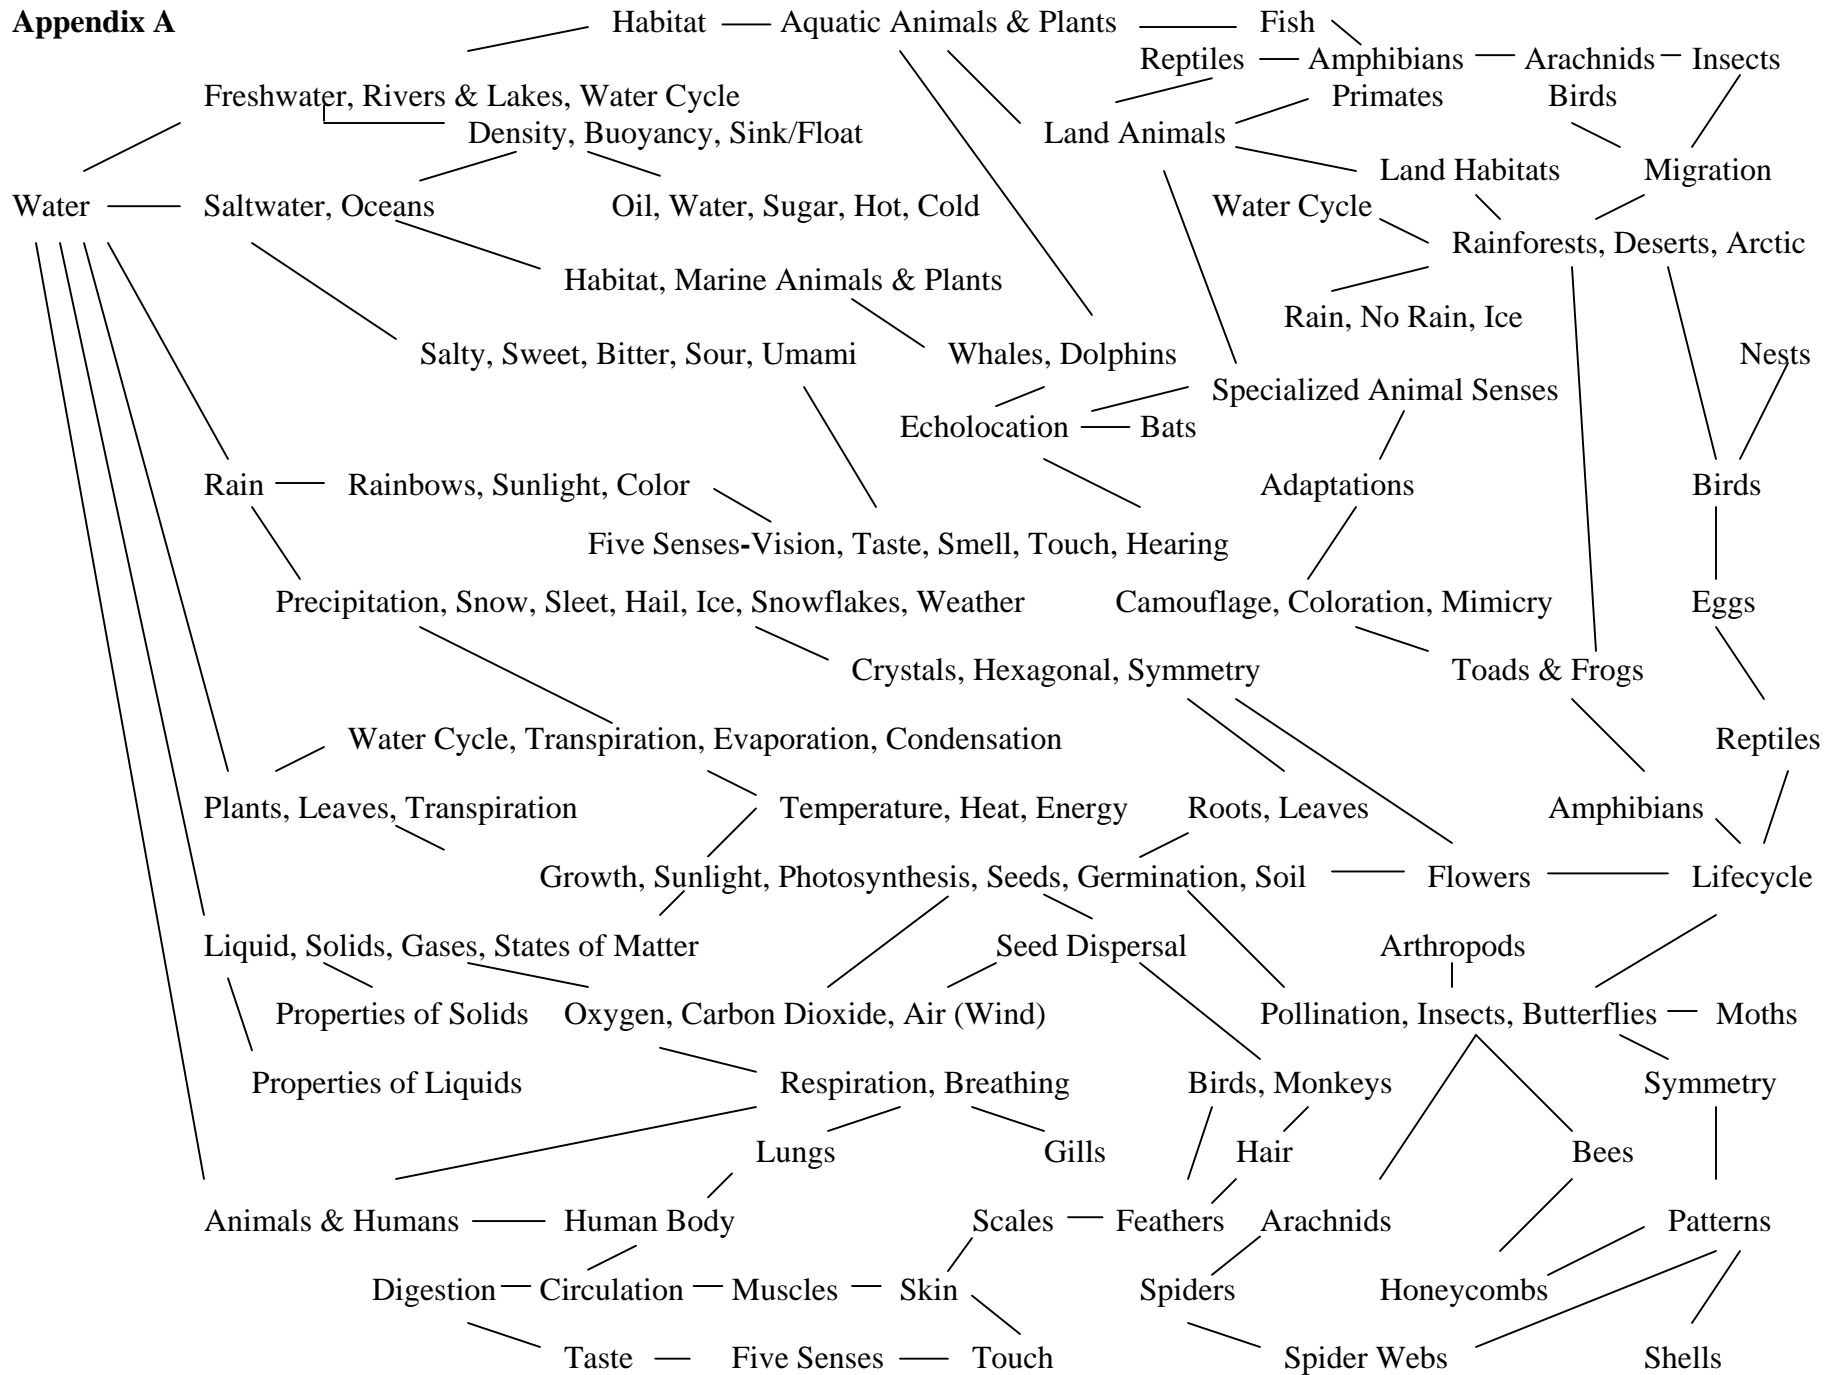 Appendix A
Habitat Aquatic Animals & Plants Fish
Reptiles Amphibians Arachnids Insects
Freshwater, Rivers & Lakes, Water Cycle Primates Birds
Density, Buoyancy, Sink/Float Land Animals
Land Habitats Migration
Water Saltwater, Oceans Oil, Water, Sugar, Hot, Cold Water Cycle
Rainforests, Deserts, Arctic
Habitat, Marine Animals & Plants
Rain, No Rain, Ice
Salty, Sweet, Bitter, Sour, Umami Whales, Dolphins Nests
Specialized Animal Senses
Echolocation Bats
Rain Rainbows, Sunlight, Color Adaptations Birds
Five Senses-Vision, Taste, Smell, Touch, Hearing
Precipitation, Snow, Sleet, Hail, Ice, Snowflakes, Weather Camouflage, Coloration, Mimicry Eggs
Crystals, Hexagonal, Symmetry Toads & Frogs
Water Cycle, Transpiration, Evaporation, Condensation Reptiles
Plants, Leaves, Transpiration Temperature, Heat, Energy Roots, Leaves Amphibians
Growth, Sunlight, Photosynthesis, Seeds, Germination, Soil Flowers Lifecycle
Liquid, Solids, Gases, States of Matter Seed Dispersal Arthropods
Properties of Solids Oxygen, Carbon Dioxide, Air (Wind) Pollination, Insects, Butterflies Moths
Properties of Liquids Respiration, Breathing Birds, Monkeys Symmetry
Lungs Gills Hair Bees
Animals & Humans Human Body Scales Feathers Arachnids Patterns
Digestion Circulation Muscles Skin Spiders Honeycombs
Taste Five Senses Touch Spider Webs Shells